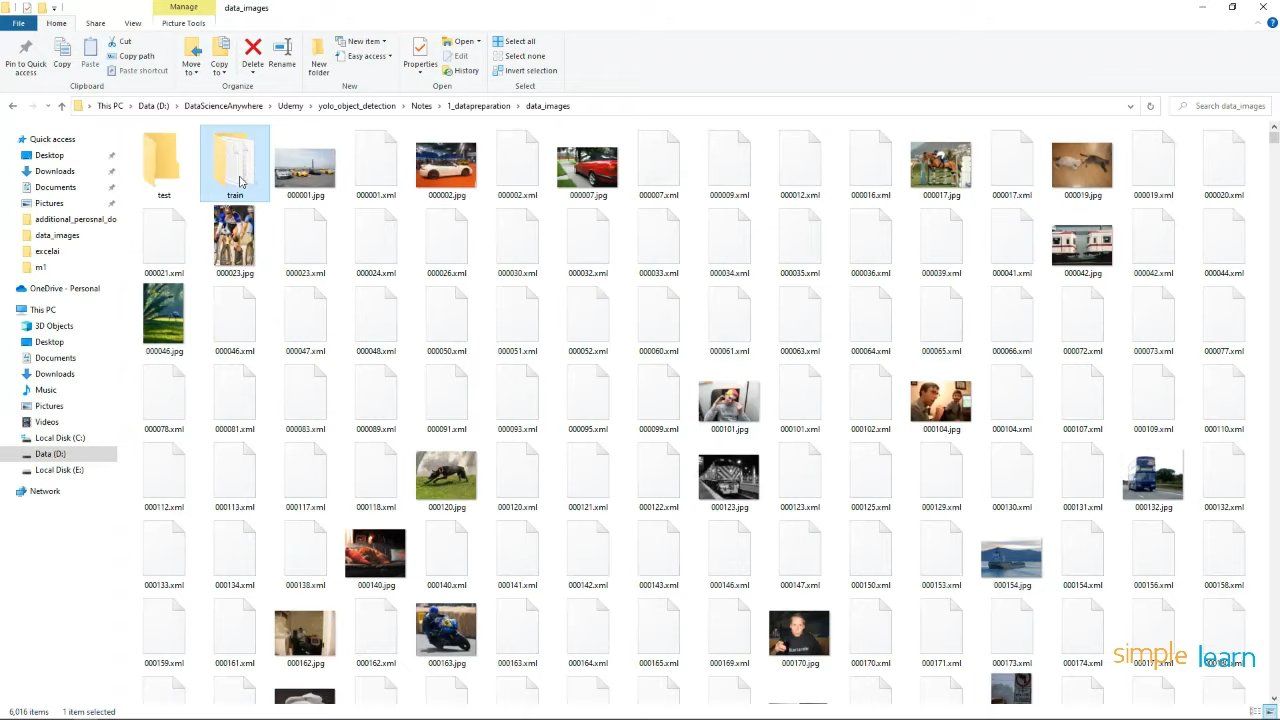 Manage
data_images
File
Home
Share
View
Picture Tools
Pin to Quick access
Copy
Paste
Cut
Copy path
Paste shortcut
Clipboard
Move to
Copy to
Delete
Rename
Organize
New folder
New item
Easy access
New
Properties
Open
Edit
History
Open
Select all
Select none
Invert selection
Select
This PC
Data (D:)
DataScienceAnywhere
Udemy
yolo_object_detection
Notes
1_datapreparation
data_images
Search data_images
Quick access
Desktop
Downloads
Documents
Pictures
additional_perosnal_do
data_images
excelai
m1
OneDrive - Personal
This PC
3D Objects
Desktop
Documents
Downloads
Music
Pictures
Videos
Local Disk (C:)
Data (D:)
Local Disk (E:)
Network
test train 000001.jpg 000001.xml 000002.jpg 000002.xml 000007.jpg 000007.xml 000009.xml 000012.xml 000016.xml 000017.jpg 000017.xml 000019.jpg 000019.xml 000020.xml
000021.xml 000023.jpg 000023.xml 000024.xml 000026.xml 000030.xml 000032.xml 000033.xml 000034.xml 000035.xml 000036.xml 000039.xml 000041.xml 000042.jpg 000042.xml 000044.xml
000046.jpg 000046.xml 000047.xml 000048.xml 000050.xml 000051.xml 000052.xml 000060.xml 000061.xml 000063.xml 000064.xml 000065.xml 000066.xml 000072.xml 000073.xml 000077.xml
000078.xml 000081.xml 000083.xml 000089.xml 000091.xml 000093.xml 000095.xml 000099.xml 000101.jpg 000101.xml 000102.xml 000104.jpg 000104.xml 000107.xml 000109.xml 000110.xml
000112.xml 000113.xml 000117.xml 000118.xml 000120.jpg 000120.xml 000121.xml 000122.xml 000123.jpg 000123.xml 000125.xml 000129.xml 000130.xml 000131.xml 000132.jpg 000132.xml
000133.xml 000134.xml 000138.xml 000140.jpg 000140.xml 000141.xml 000142.xml 000143.xml 000146.xml 000147.xml 000150.xml 000153.xml 000154.jpg 000154.xml 000156.xml 000158.xml
000159.xml 000161.xml 000162.jpg 000162.xml 000163.jpg 000163.xml 000164.xml 000165.xml 000169.xml 000170.jpg 000170.xml 000171.xml 000173.xml 000174.xml
simplelearn
6,016 items
1 item selected